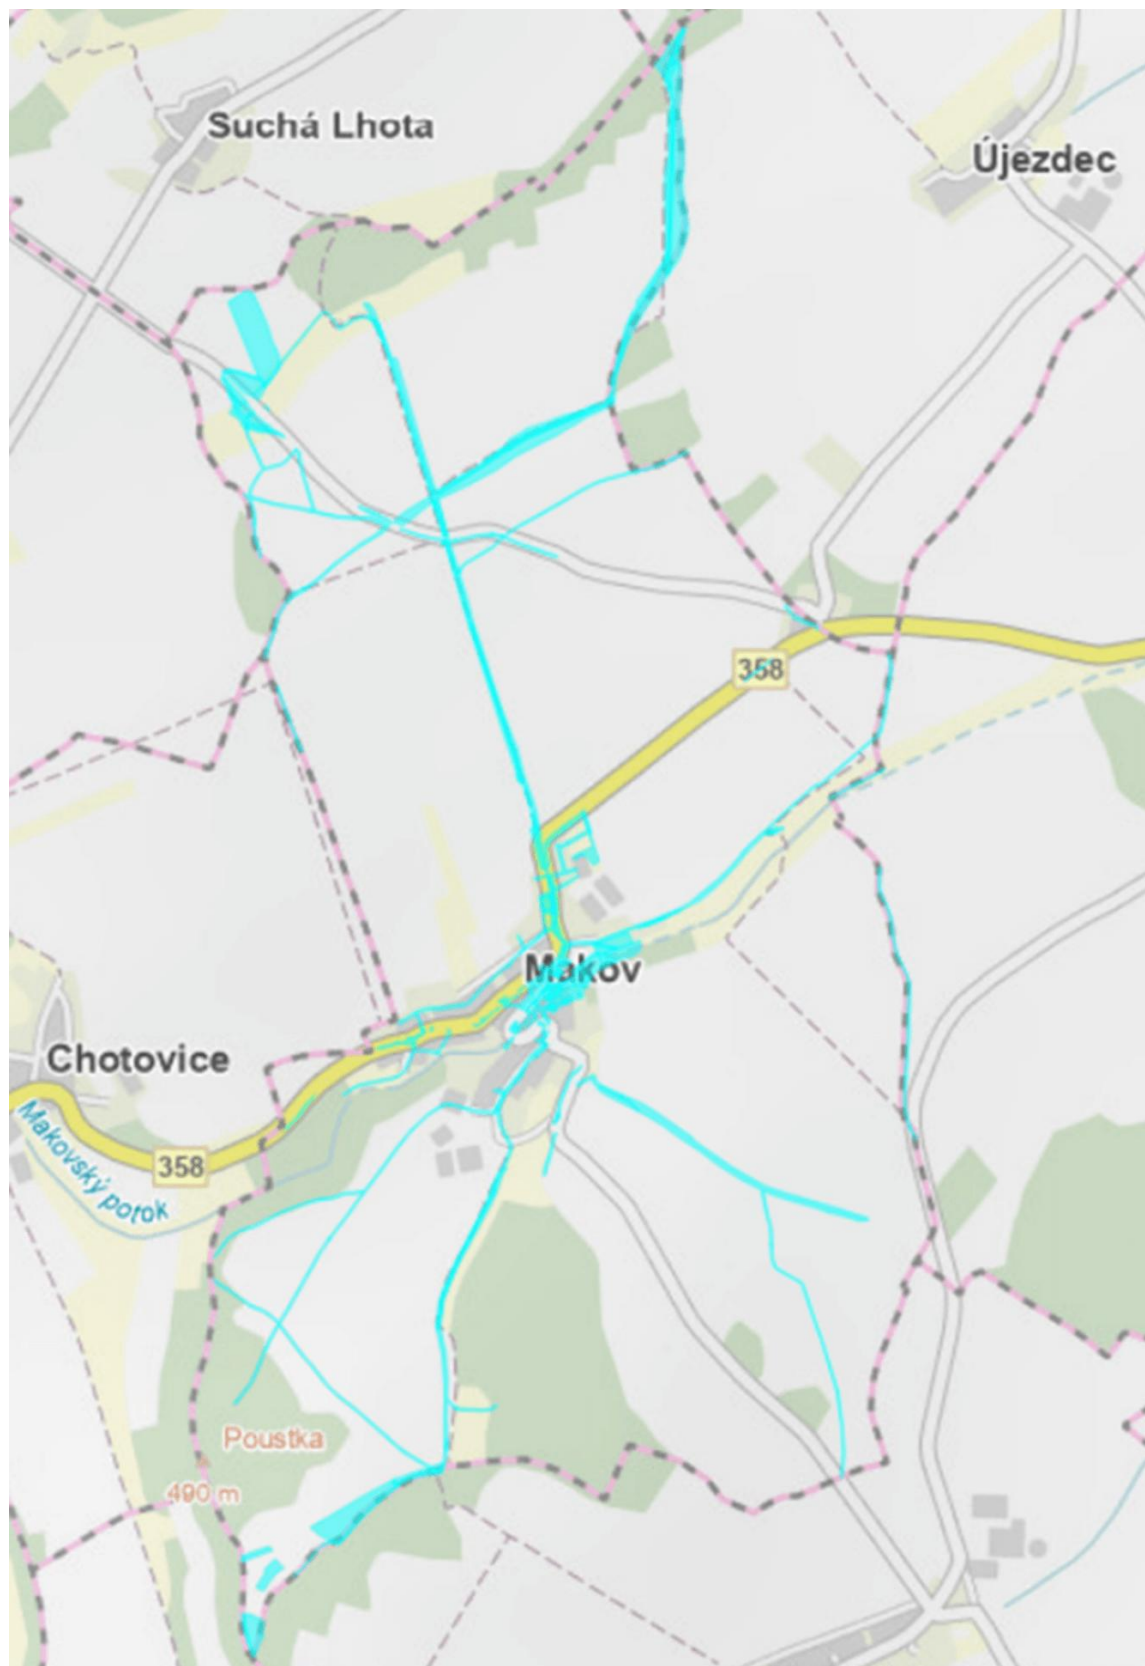 Suchá Lhota
Újezdec
358
Makov
Chotovice
358
Makovský potok
Poustka
490 m